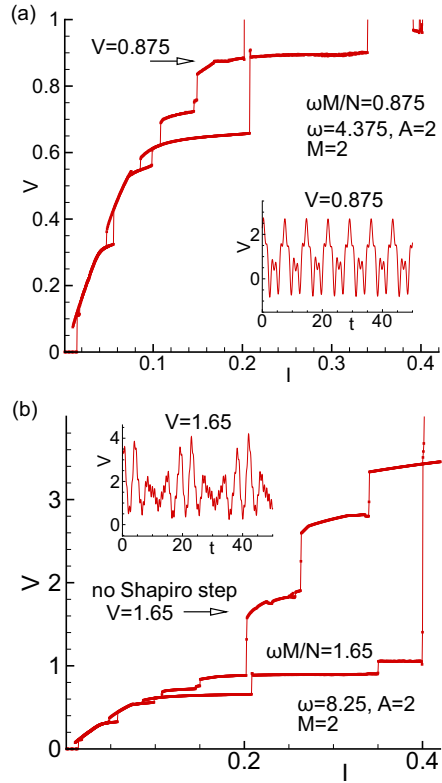 (a)
1
V=0.875
0.8
ωM/N=0.875
ω=4.375, A=2
M=2
0.6
V
V=0.875
0.4
2
V
0
0.2
0 20 40
t
0
0.1 0.2 0.3 0.4
I
(b)
V=1.65
4
V
2
3
0
0 20 40
t
V
2
no Shapiro step
V=1.65
ωM/N=1.65
1
ω=8.25, A=2
M=2
0
0.2 0.4
I